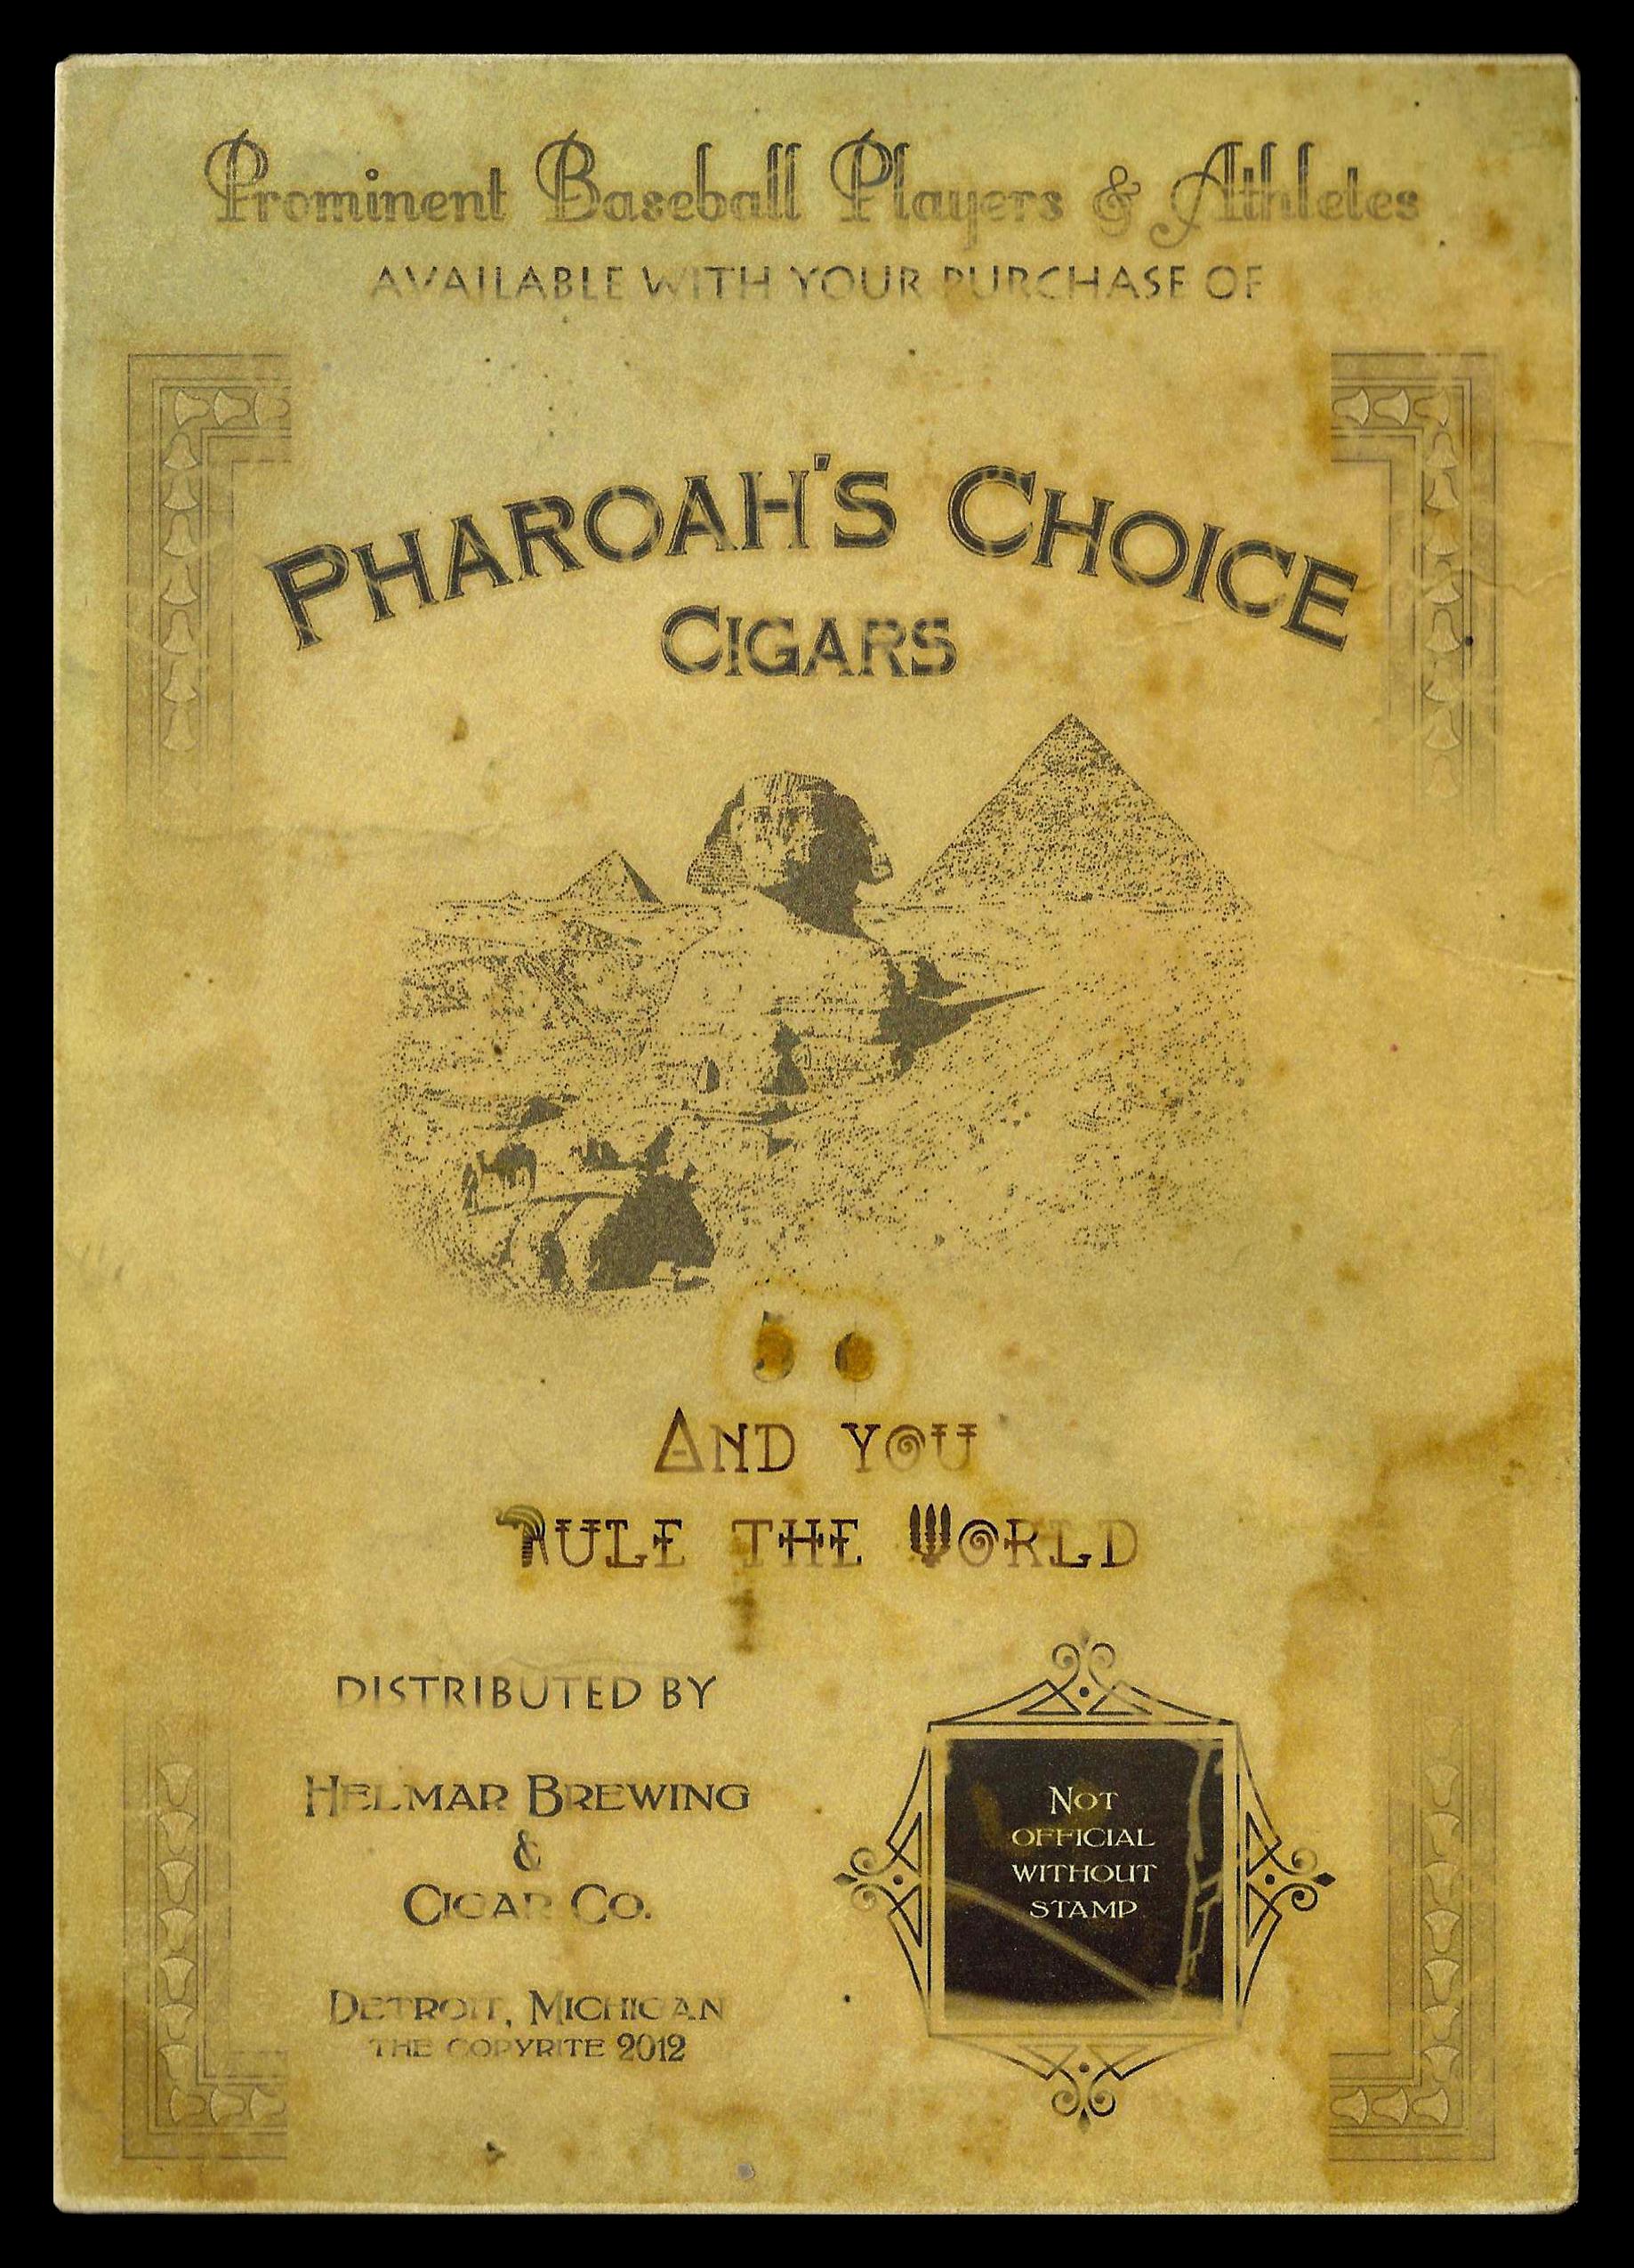 Prominent Baseball Players & Athletes
AVAILABLE WITH YOUR PURCHASE OF
PHAROAH'S CHOICE
CIGARS
5 ¢
AND YOU
RULE THE WORLD
DISTRIBUTED BY
HELMAR BREWING
&
CIGAR CO.
DETROIT, MICHIGAN
THE COPYRITE 2012
NOT
OFFICIAL
WITHOUT
STAMP